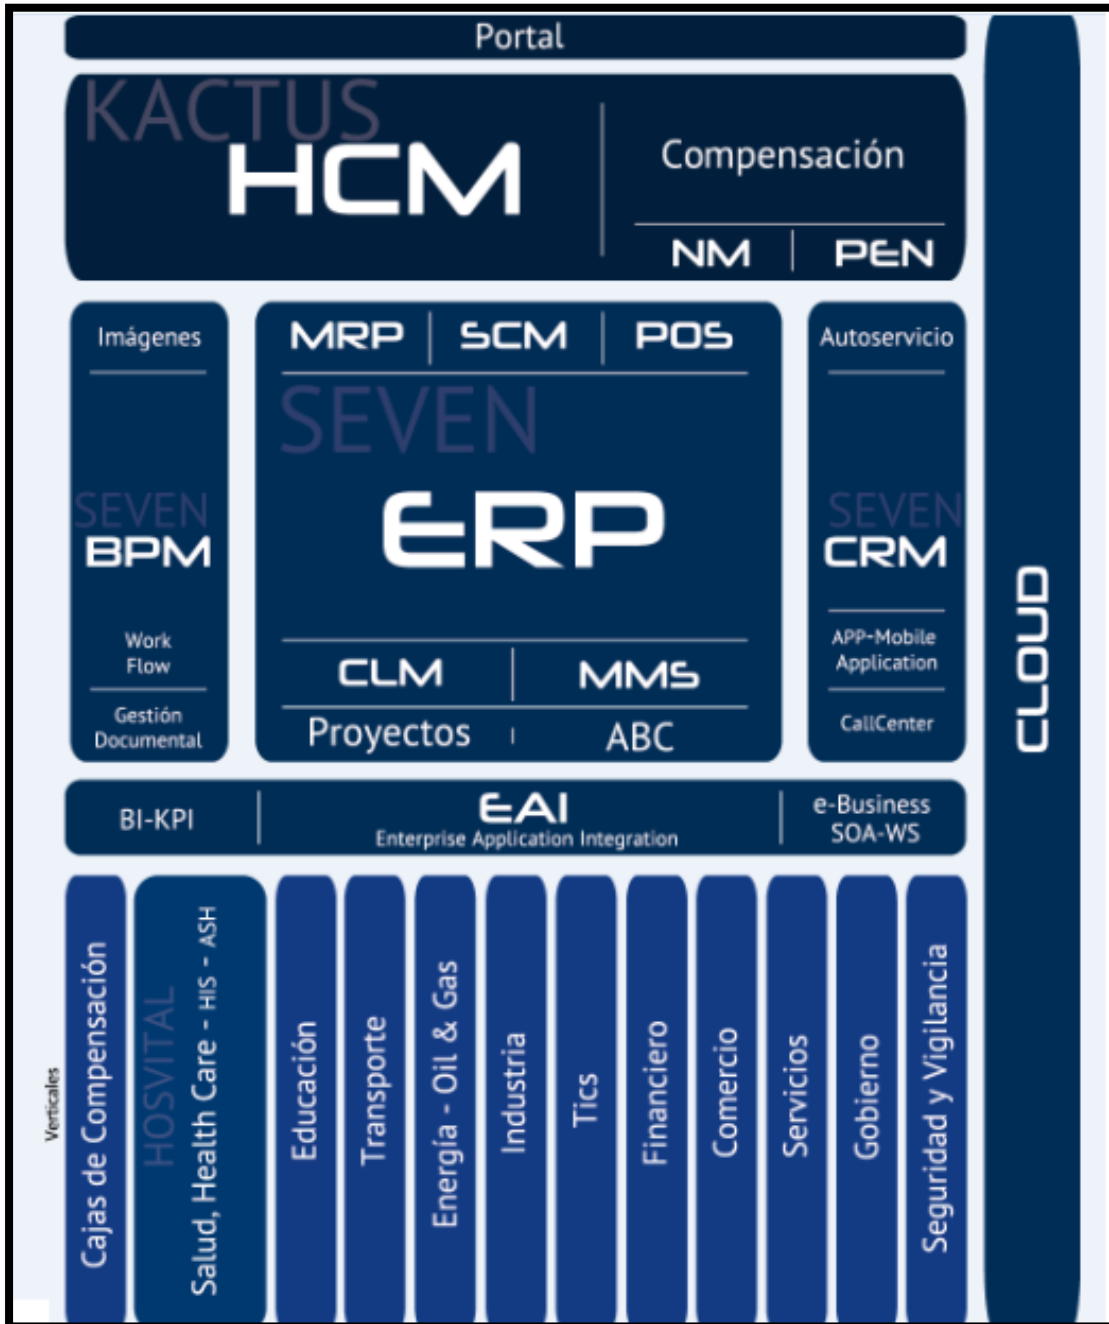 Portal
KACTUS
HCM
Compensación
NM
PEN
Imágenes
SEVEN
BPM
Work
Flow
Gestión
Documental
MRP
SCM
POS
SEVEN
ERP
CLM
MMS
Proyectos
ABC
Autoservicio
SEVEN
CRM
APP-Mobile
Application
CallCenter
CLOUD
BI-KPI
EAI
Enterprise Application Integration
e-Business
SOA-WS
Verticales
Cajas de Compensación
HOSVITAL
Salud, Health Care - HIS - ASH
Educación
Transporte
Energía - Oil & Gas
Industria
Tics
Financiero
Comercio
Servicios
Gobierno
Seguridad y Vigilancia